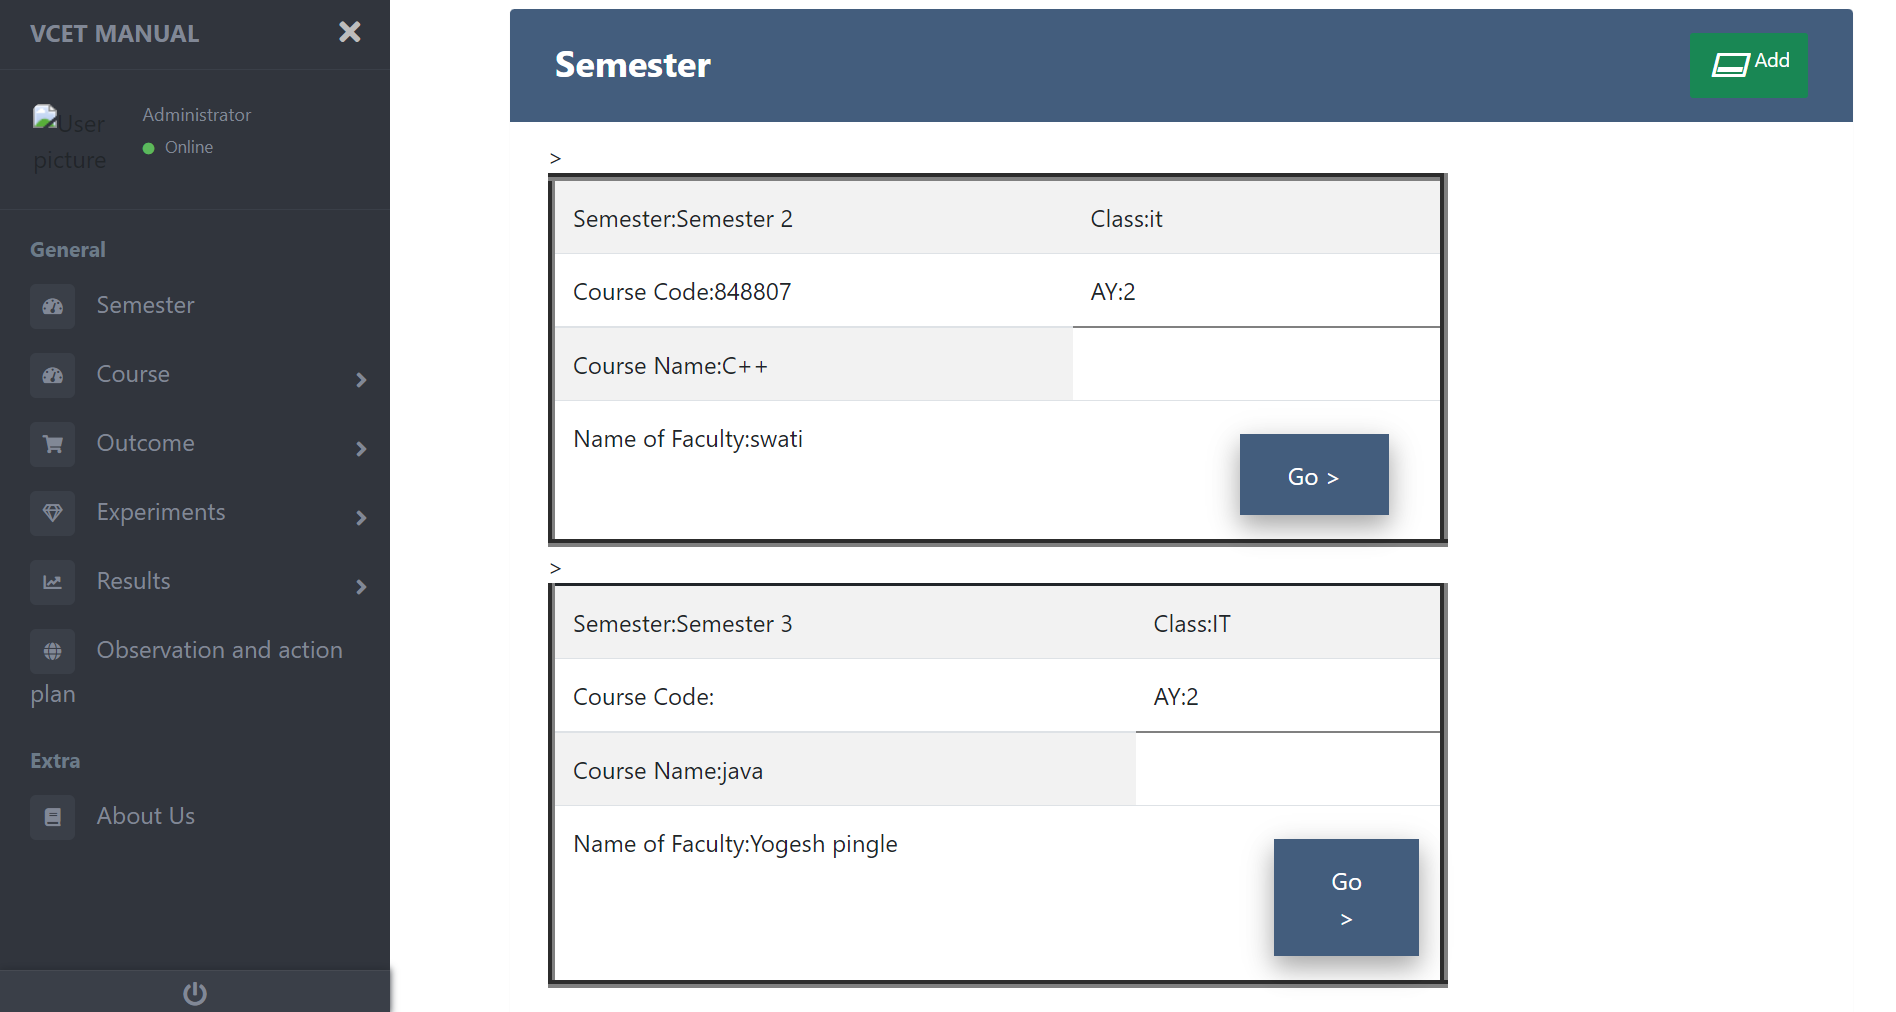 VCET MANUAL
User picture
Administrator
Online
General
Semester
Course
Outcome
Experiments
Results
Observation and action
plan
Extra
About Us
Semester
Add
>
Semester:Semester 2 Class:it
Course Code:848807 AY:2
Course Name:C++
Name of Faculty:swati
Go >
>
Semester:Semester 3 Class:IT
Course Code: AY:2
Course Name:java
Name of Faculty:Yogesh pingle
Go
>